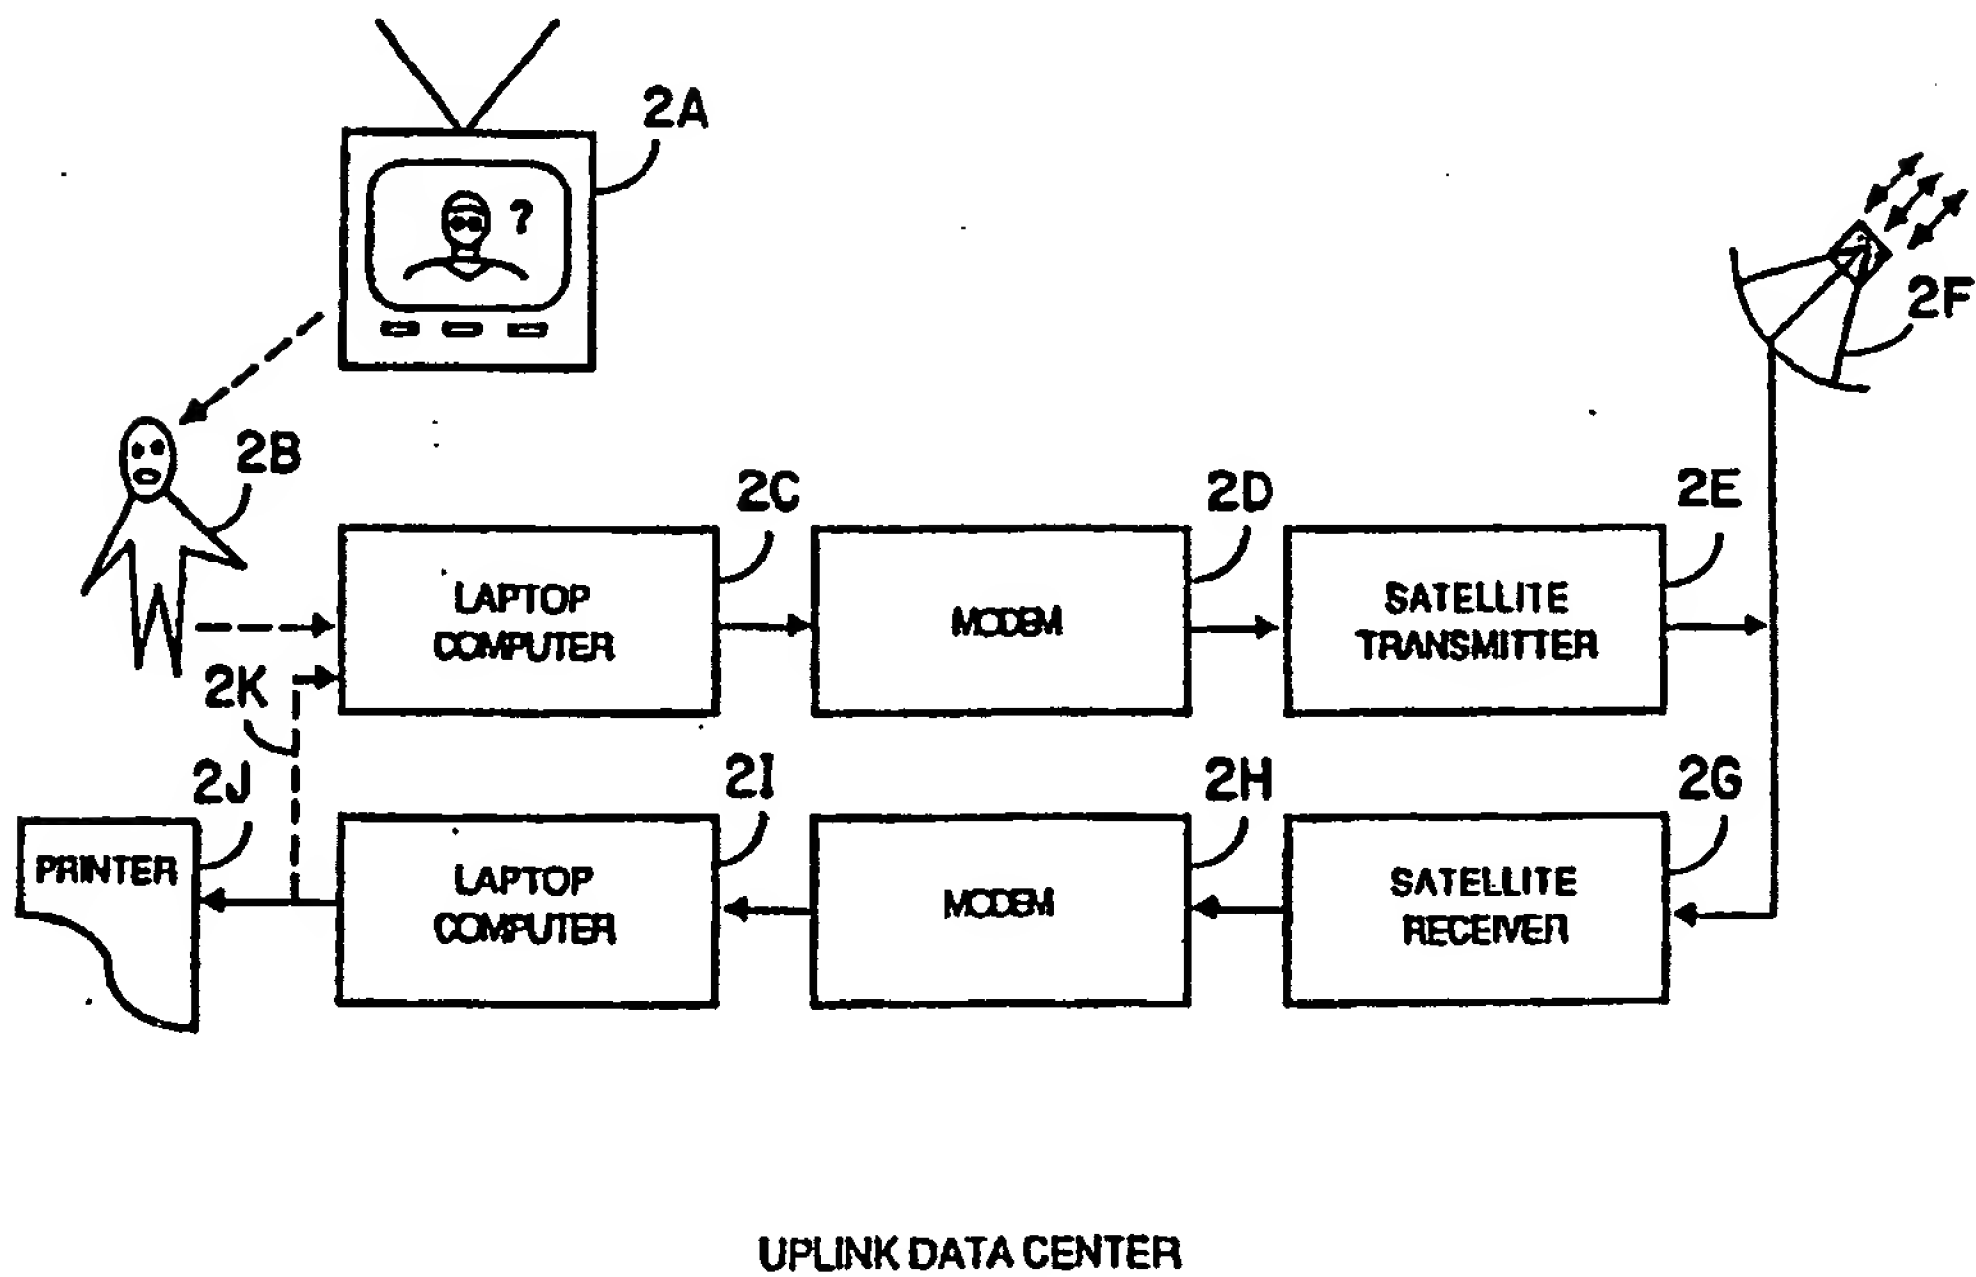 2A
?
2F
2B
2C
2D
2E
LAPTOP
COMPUTER
MODEM
SATELLITE
TRANSMITTER
2K
2J
2I
2H
2G
PRINTER
LAPTOP
COMPUTER
MODEM
SATELLITE
RECEIVER
UPLINK DATA CENTER